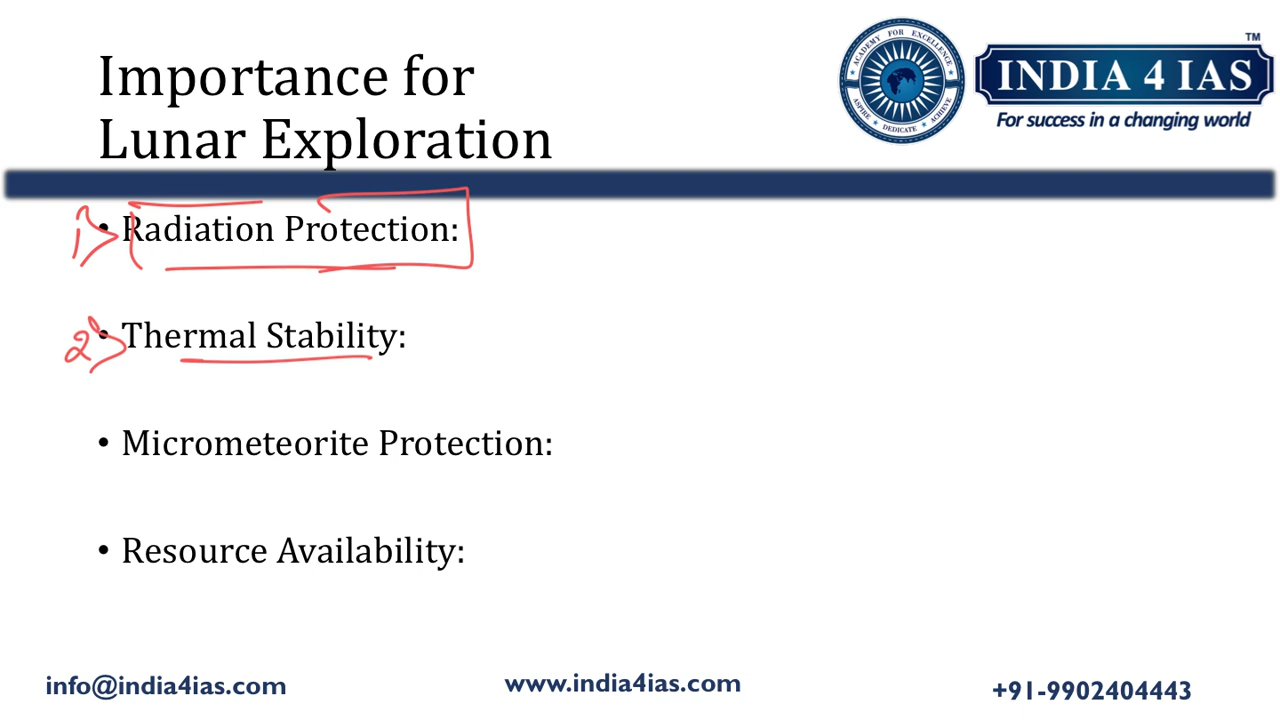 Importance for
Lunar Exploration
ACADEMY FOR EXCELLENCE
ASPIRE ★ DEDICATE ★ ACHIEVE
INDIA 4 IAS
TM
For success in a changing world
1) • Radiation Protection:
2) • Thermal Stability:
• Micrometeorite Protection:
• Resource Availability:
info@india4ias.com
www.india4ias.com
+91-9902404443